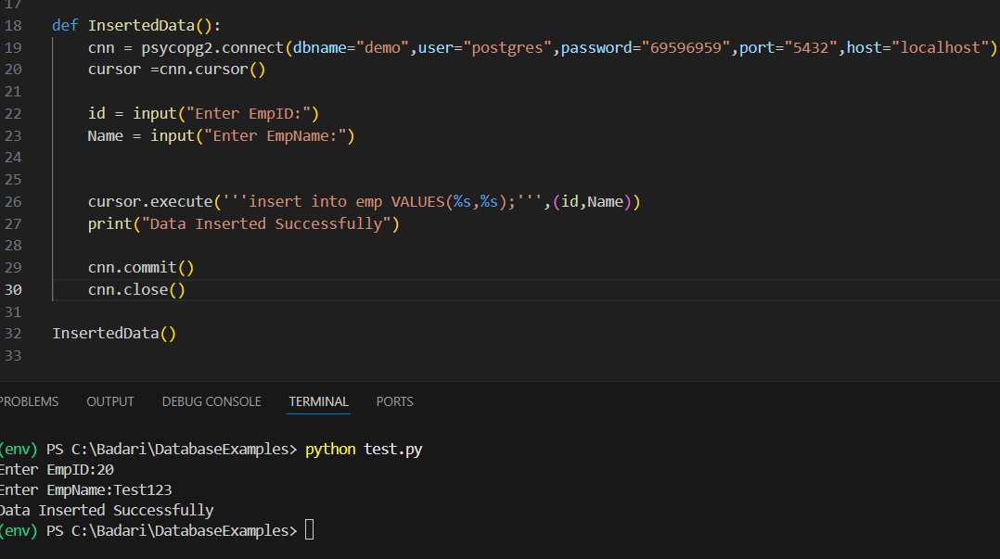 17
18 def InsertedData():
19 cnn = psycopg2.connect(dbname="demo",user="postgres",password="69596959",port="5432",host="localhost")
20 cursor =cnn.cursor()
21
22 id = input("Enter EmpID:")
23 Name = input("Enter EmpName:")
24
25
26 cursor.execute('''insert into emp VALUES(%s,%s);''',(id,Name))
27 print("Data Inserted Successfully")
28
29 cnn.commit()
30 cnn.close()
31
32 InsertedData()
33
PROBLEMS OUTPUT DEBUG CONSOLE TERMINAL PORTS
(env) PS C:\Badari\DatabaseExamples> python test.py
Enter EmpID:20
Enter EmpName:Test123
Data Inserted Successfully
(env) PS C:\Badari\DatabaseExamples>